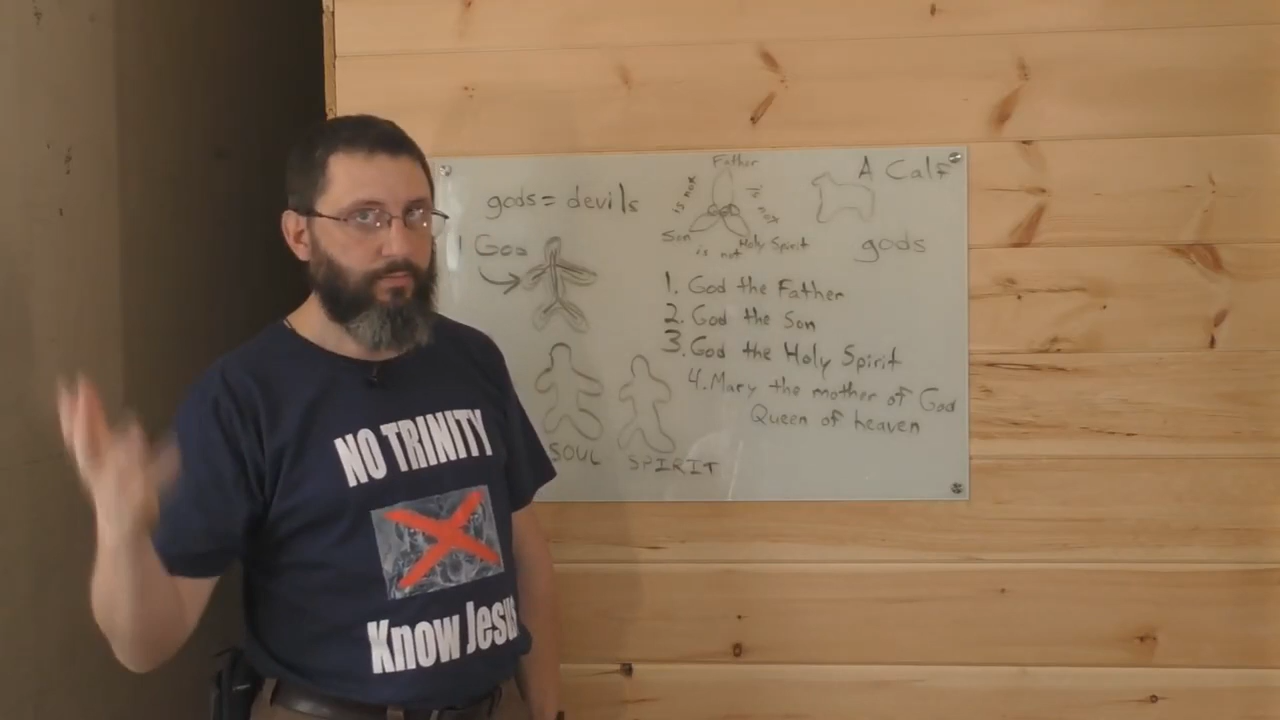 gods = devils
Father
is not
is not
Son
Holy Spirit
is not
A Calf
gods
1 God
1. God the Father
2. God the Son
3. God the Holy Spirit
4. Mary the mother of God
Queen of heaven
SOUL
SPIRIT
NO TRINITY
Know Jesus